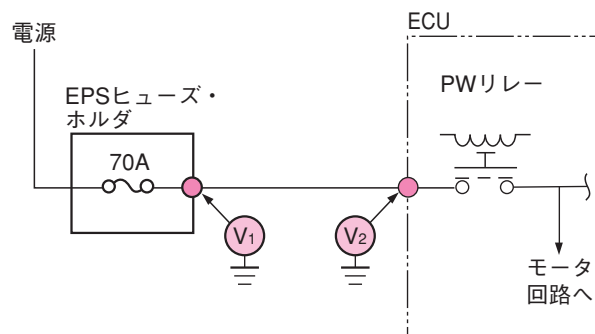 電源
ECU
EPSヒューズ・
ホルダ
70A
PWリレー
V1
V2
モータ
回路へ